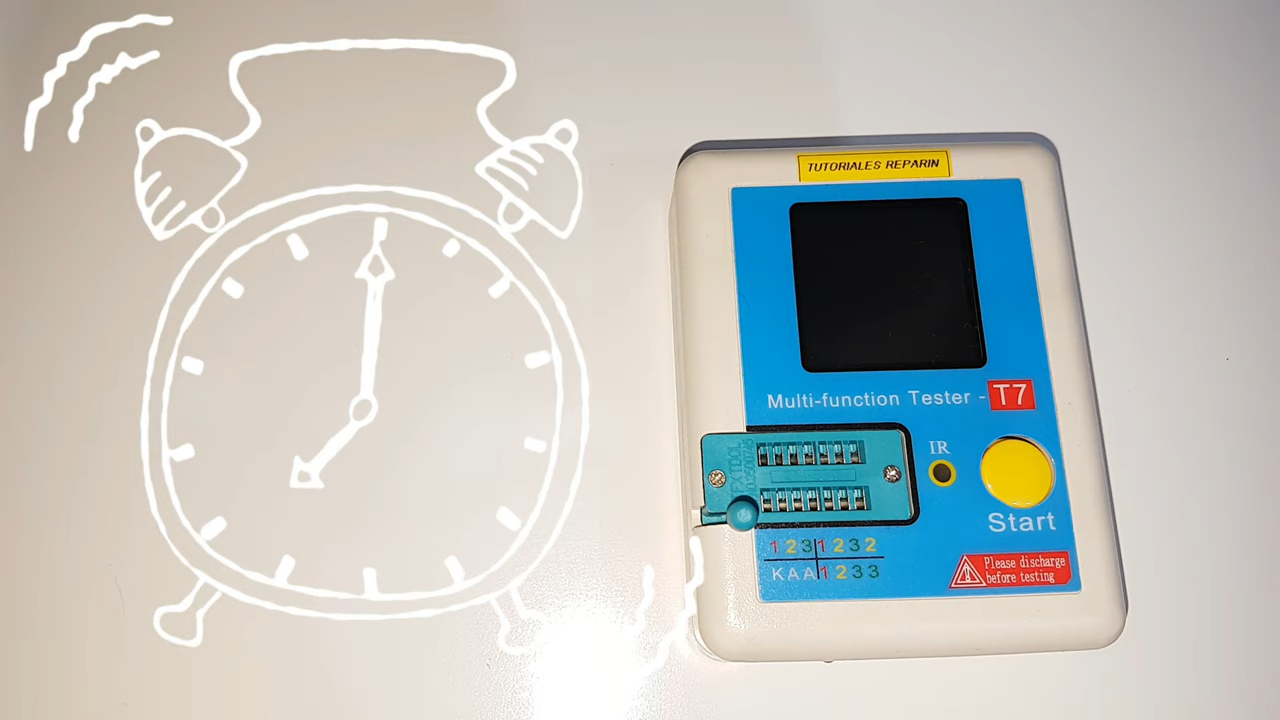 TUTORIALES REPARIN
Multi-function Tester - T7
IR
Start
1 2 3 1 2 3 2
K A A 1 2 3 3
Please discharge
before testing